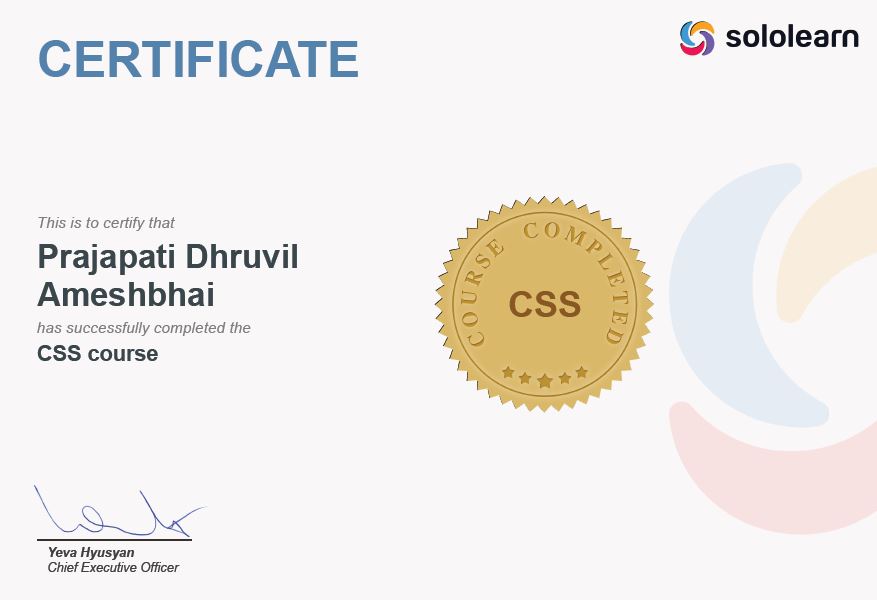 CERTIFICATE
sololearn
This is to certify that
Prajapati Dhruvil
Ameshbhai
has successfully completed the
CSS course
COURSE COMPLETED
CSS
Yeva Hyusyan
Chief Executive Officer